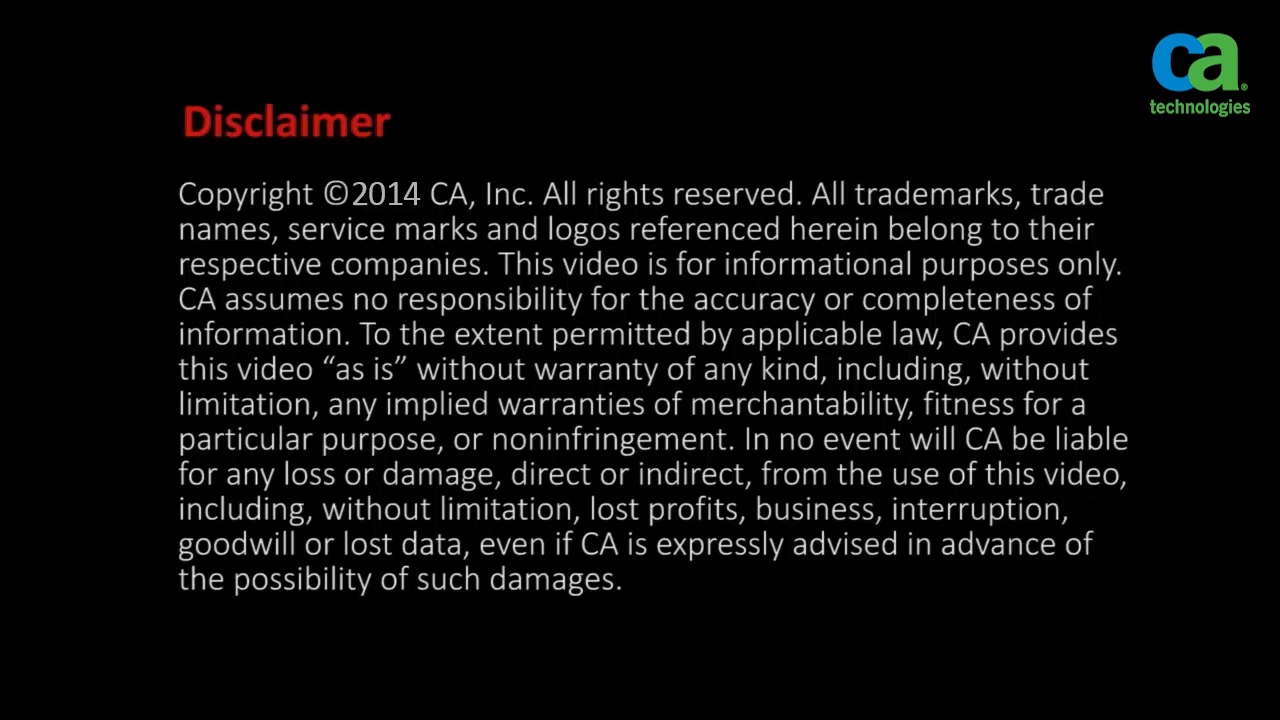 ca®
technologies
Disclaimer
Copyright ©2014 CA, Inc. All rights reserved. All trademarks, trade
names, service marks and logos referenced herein belong to their
respective companies. This video is for informational purposes only.
CA assumes no responsibility for the accuracy or completeness of
information. To the extent permitted by applicable law, CA provides
this video “as is” without warranty of any kind, including, without
limitation, any implied warranties of merchantability, fitness for a
particular purpose, or noninfringement. In no event will CA be liable
for any loss or damage, direct or indirect, from the use of this video,
including, without limitation, lost profits, business, interruption,
goodwill or lost data, even if CA is expressly advised in advance of
the possibility of such damages.